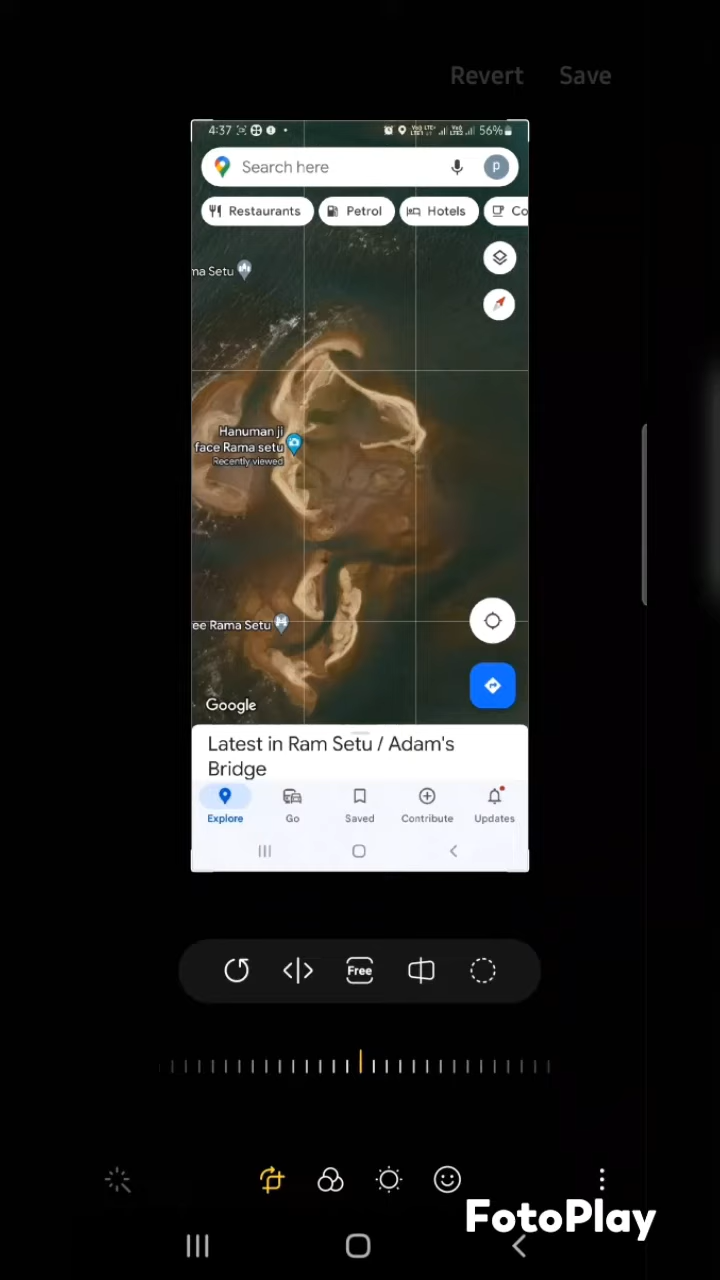 Revert Save
4:37 56%
Search here P
Restaurants Petrol Hotels Co
ma Setu
Hanuman ji
face Rama setu
Recently viewed
ee Rama Setu
Google
Latest in Ram Setu / Adam's
Bridge
Explore Go Saved Contribute Updates
Free
FotoPlay